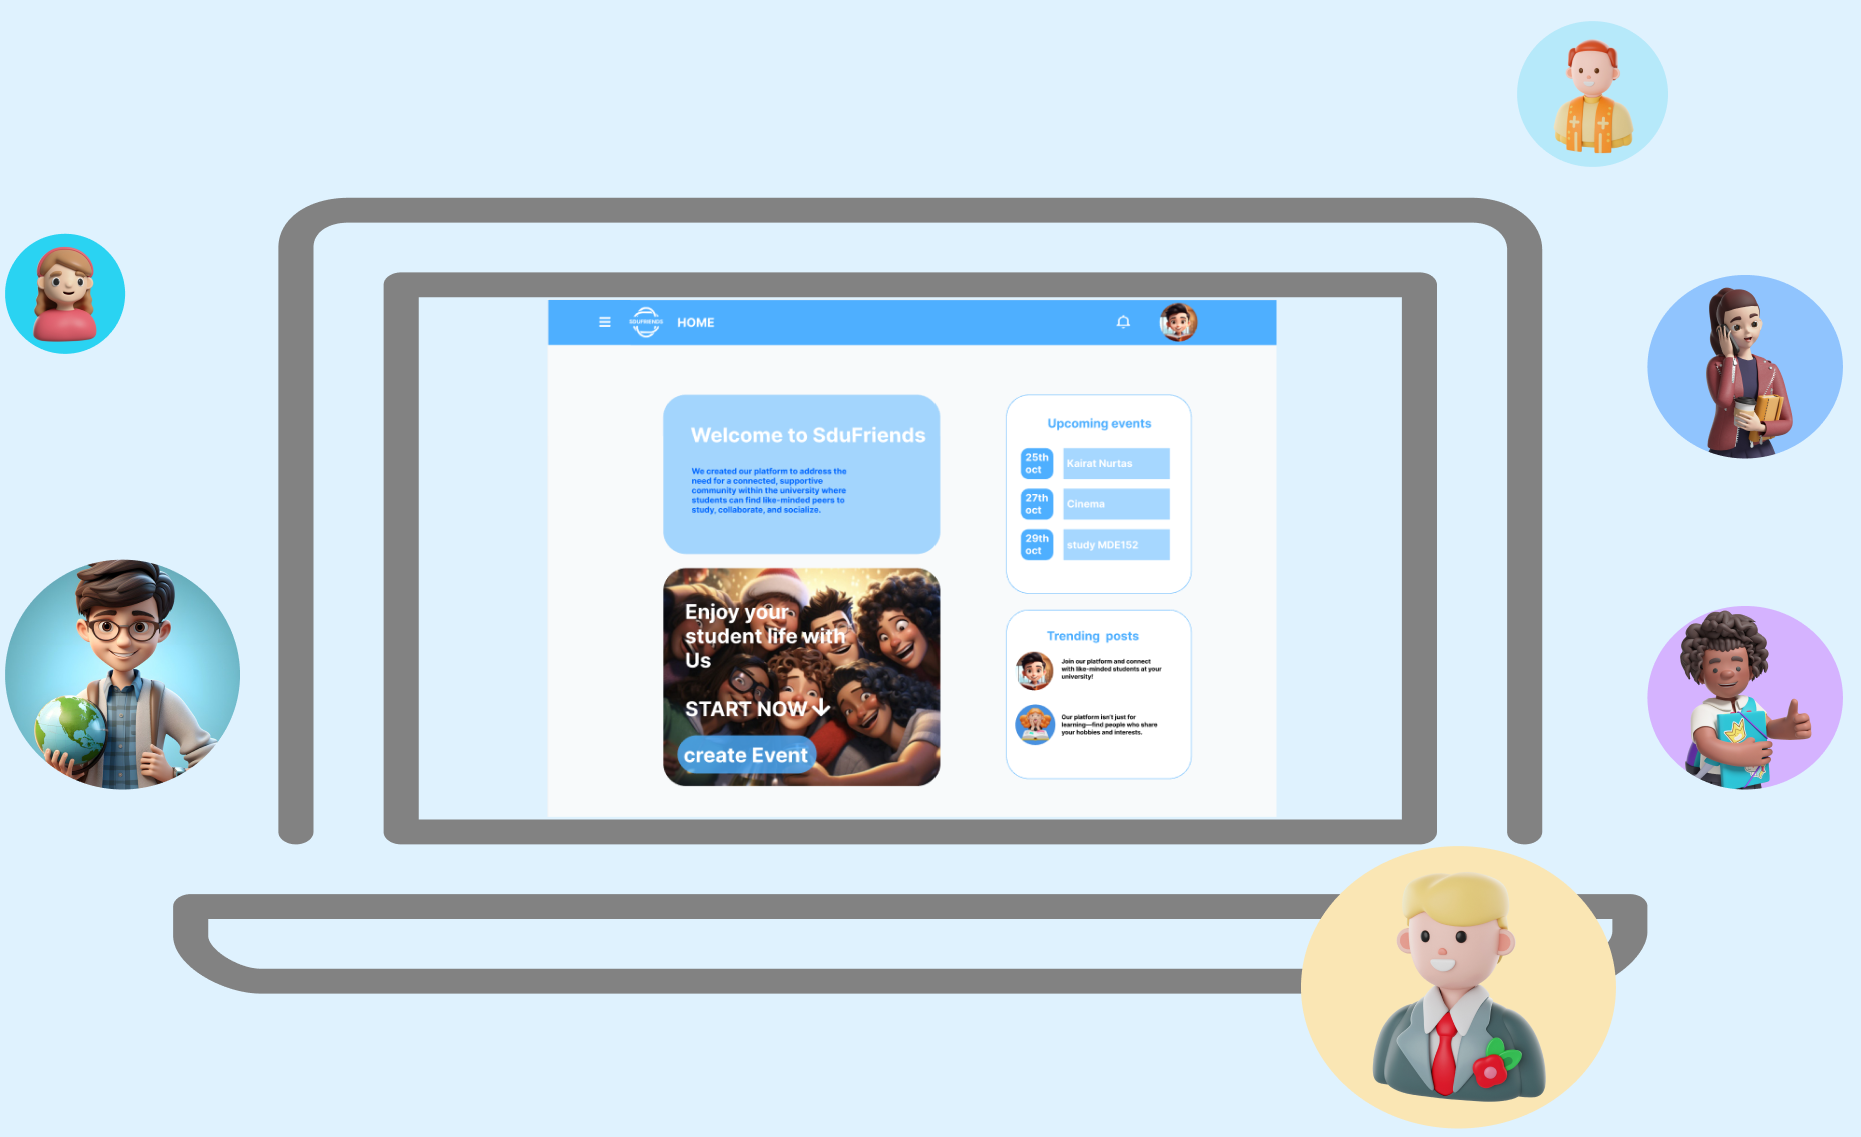 SDUFRIENDS
HOME
Welcome to SduFriends
We created our platform to address the
need for a connected, supportive
community within the university where
students can find like-minded peers to
study, collaborate, and socialize.
Enjoy your
student life with
Us
START NOW↓
create Event
Upcoming events
25th
oct
Kairat Nurtas
27th
oct
Cinema
29th
oct
study MDE152
Trending posts
Join our platform and connect
with like-minded students at your
university!
Our platform isn't just for
learning—find people who share
your hobbies and interests.